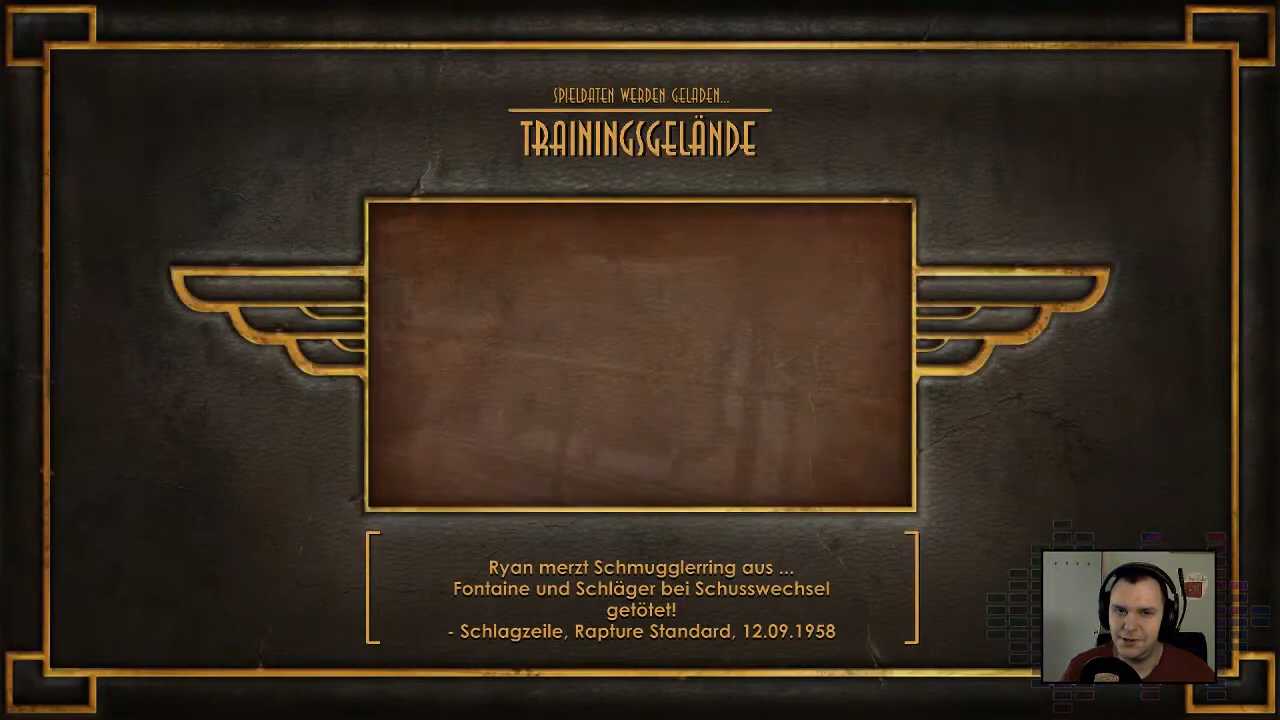 SPIELDATEN WERDEN GELADEN...
TRAININGSGELÄNDE
Ryan merzt Schmugglerring aus ...
Fontaine und Schläger bei Schusswechsel
getötet!
- Schlagzeile, Rapture Standard, 12.09.1958